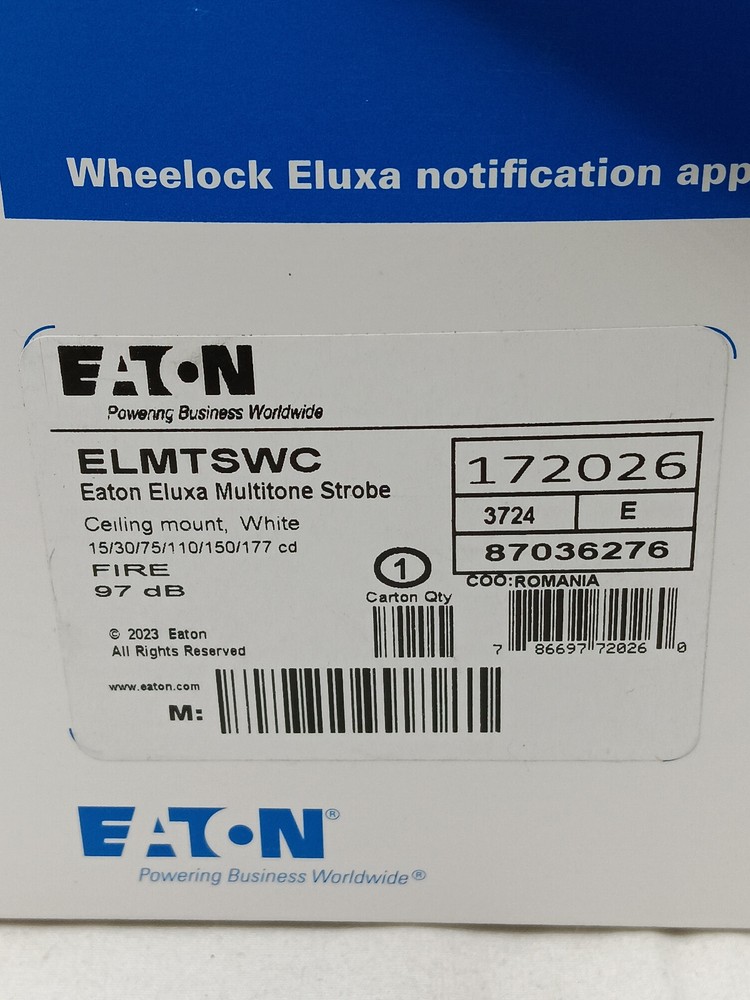 Wheelock Eluxa notification app
EATON
Powering Business Worldwide
ELMTSWC
Eaton Eluxa Multitone Strobe
Ceiling mount, White
15/30/75/110/150/177 cd
FIRE
97 dB
172026
3724 E
87036276
COO:ROMANIA
1
Carton Qty
7 86697 72026 0
© 2023 Eaton
All Rights Reserved
www.eaton.com
M:
EATON®
Powering Business Worldwide®